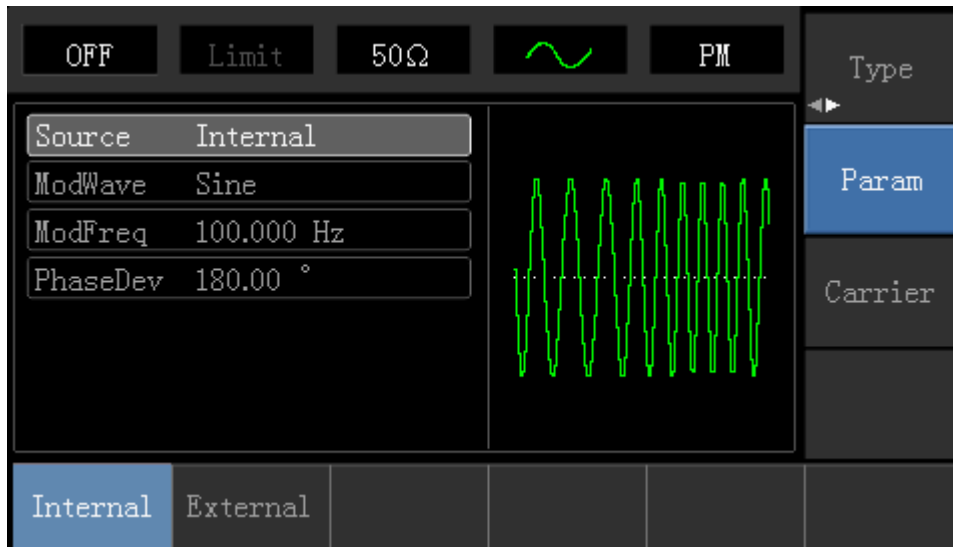 OFF Limit 50Ω PM
Type
Source Internal
ModWave Sine
ModFreq 100.000 Hz
PhaseDev 180.00 °
Param
Carrier
Internal External